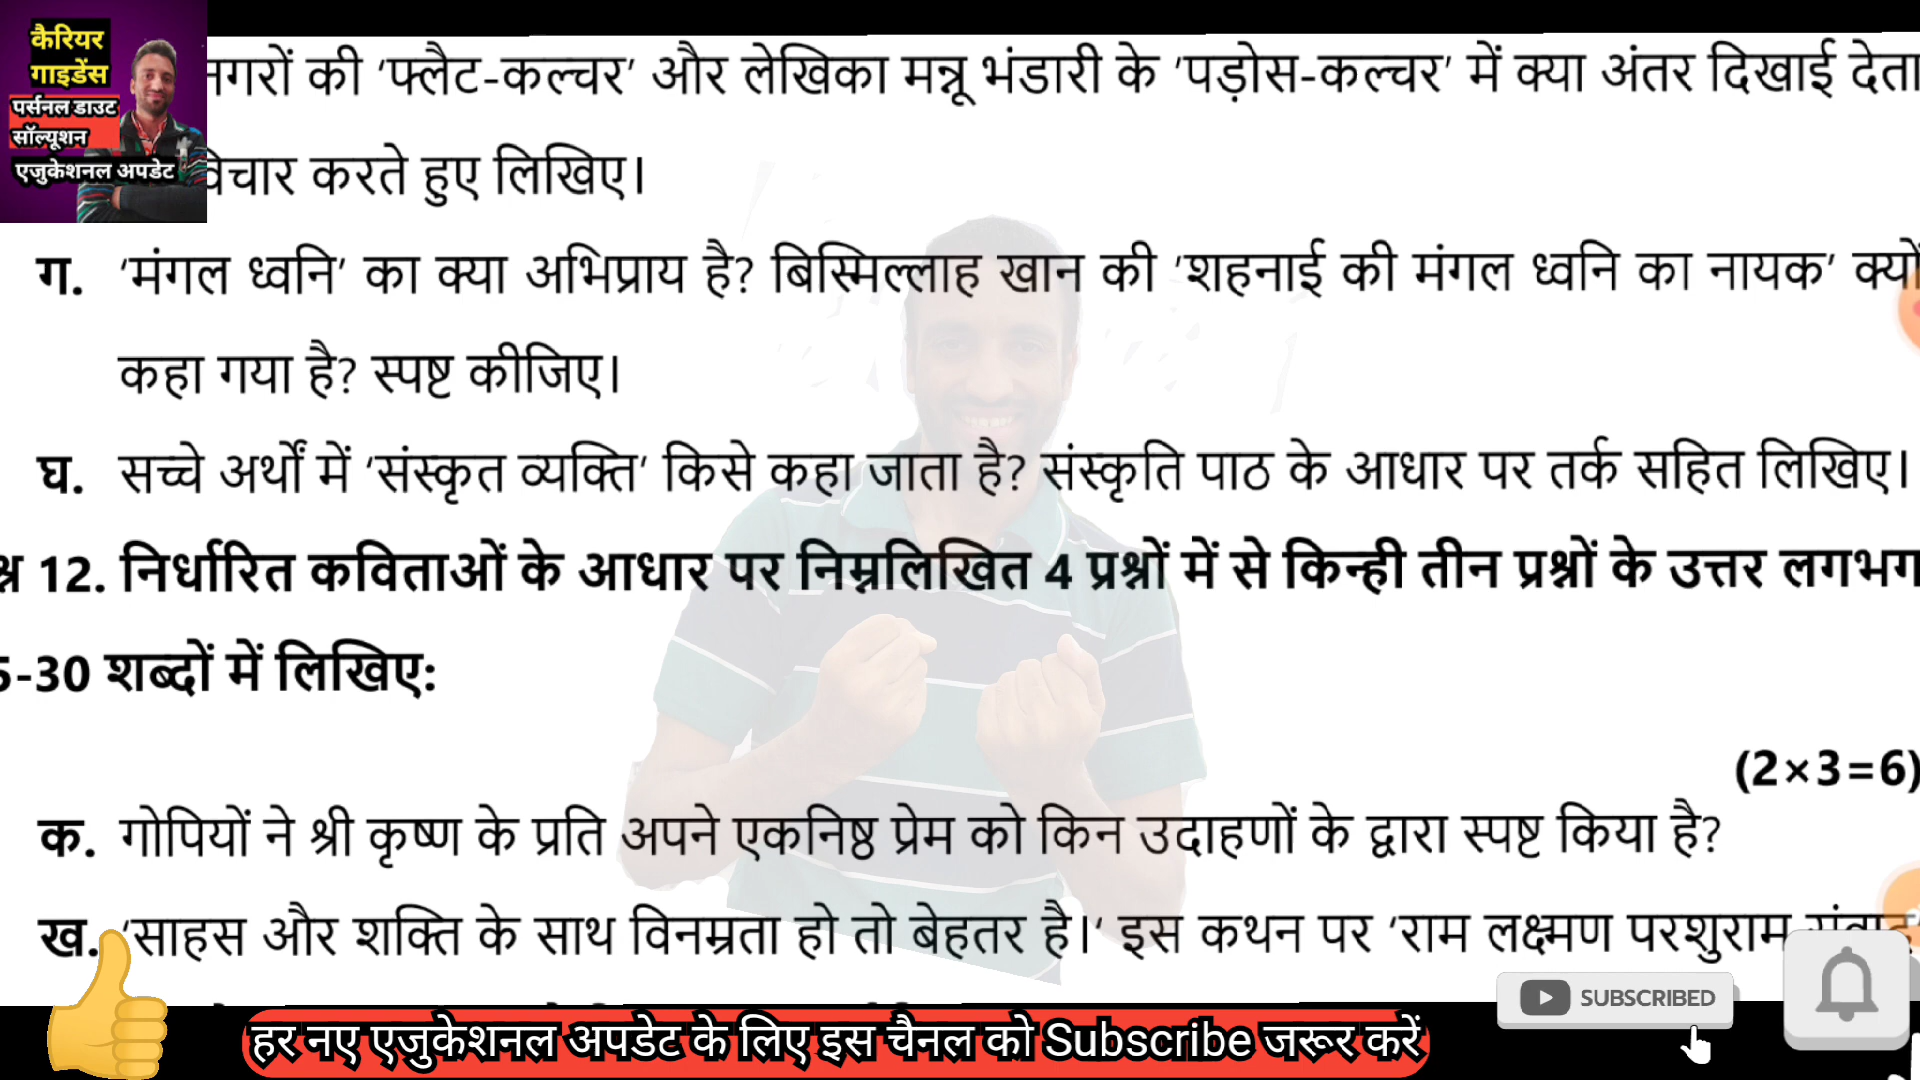 कैरियर
गाइडेंस
पर्सनल डाउट
सॉल्यूशन
एजुकेशनल अपडेट
नगरों की 'फ्लैट-कल्चर' और लेखिका मन्नू भंडारी के 'पड़ोस-कल्चर' में क्या अंतर दिखाई देता
विचार करते हुए लिखिए।
ग. 'मंगल ध्वनि' का क्या अभिप्राय है? बिस्मिल्लाह खान की 'शहनाई की मंगल ध्वनि का नायक' क्यों
कहा गया है? स्पष्ट कीजिए।
घ. सच्चे अर्थों में 'संस्कृत व्यक्ति' किसे कहा जाता है? संस्कृति पाठ के आधार पर तर्क सहित लिखिए।
श्न 12. निर्धारित कविताओं के आधार पर निम्नलिखित 4 प्रश्नों में से किन्ही तीन प्रश्नों के उत्तर लगभग
5-30 शब्दों में लिखिए:
(2×3=6)
क. गोपियों ने श्री कृष्ण के प्रति अपने एकनिष्ठ प्रेम को किन उदाहणों के द्वारा स्पष्ट किया है?
ख. 'साहस और शक्ति के साथ विनम्रता हो तो बेहतर है।' इस कथन पर 'राम लक्ष्मण परशुराम
SUBSCRIBED
हर नए एजुकेशनल अपडेट के लिए इस चैनल को Subscribe जरूर करें